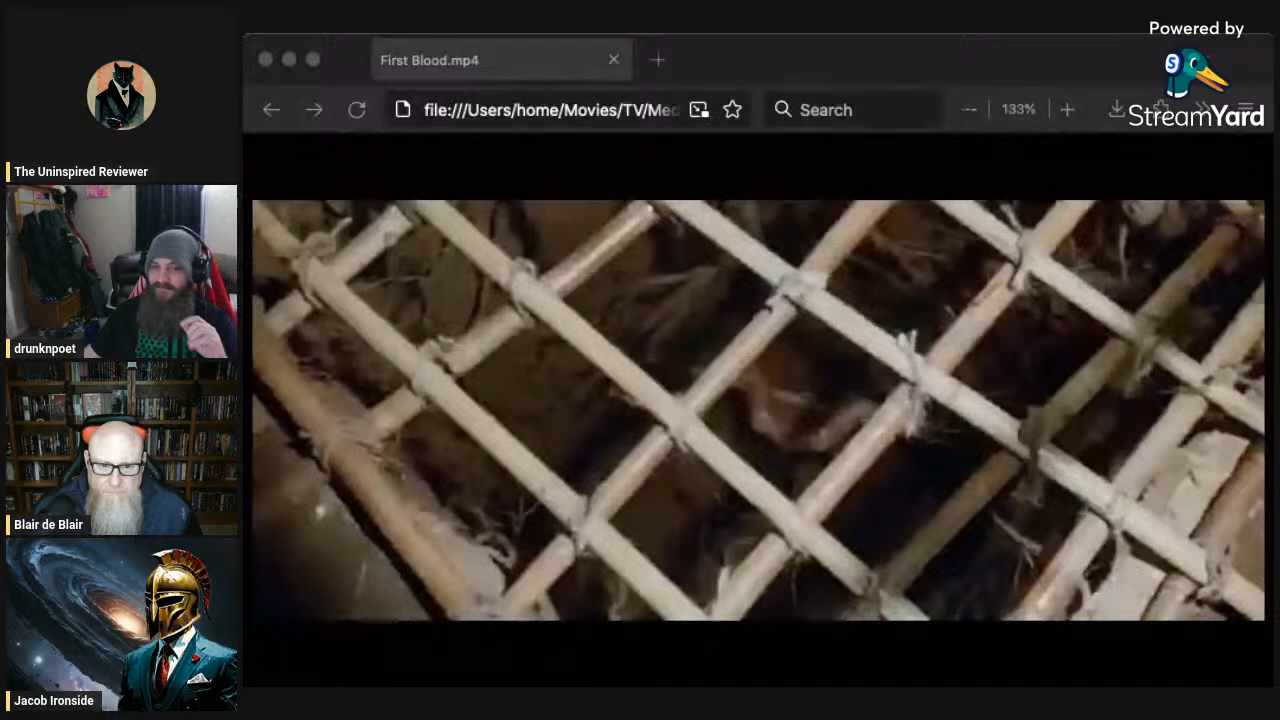 Powered by
StreamYard
First Blood.mp4
file:///Users/home/Movies/TV/Med
Search
133%
The Uninspired Reviewer
drunknpoet
Blair de Blair
Jacob Ironside